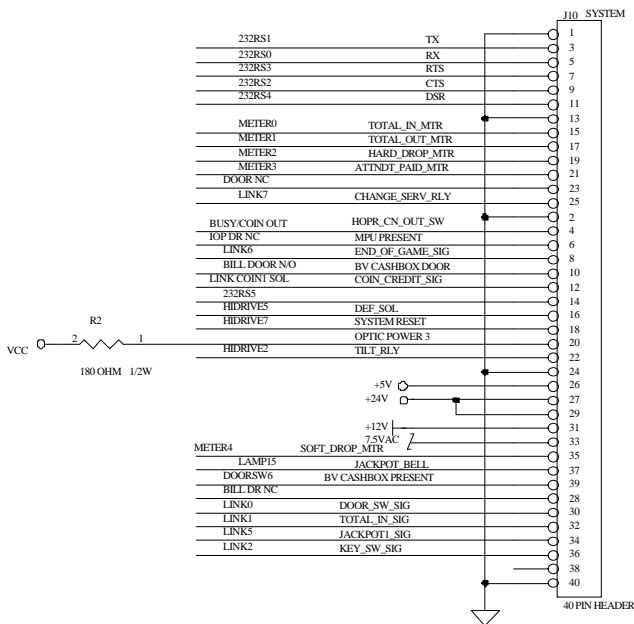 J10 SYSTEM
1
232RS1 TX 3
232RS0 RX 5
232RS3 RTS 7
232RS2 CTS 9
232RS4 DSR 11
13
METER0 TOTAL_IN_MTR 15
METER1 TOTAL_OUT_MTR 17
METER2 HARD_DROP_MTR 19
METER3 ATTNDT_PAID_MTR 21
DOOR NC 23
LINK7 CHANGE_SERV_RLY 25
2
BUSY/COIN OUT HOPR_CN_OUT_SW 4
IOP DR NC MPU PRESENT 6
LINK6 END_OF_GAME_SIG 8
BILL DOOR N/O BV CASHBOX DOOR 10
LINK COIN1 SOL COIN_CREDIT_SIG 12
232RS5 14
HIDRIVE5 DEF_SOL 16
HIDRIVE7 SYSTEM RESET 18
R2
VCC 2 1 OPTIC POWER 3 20
180 OHM 1/2W
HIDRIVE2 TILT_RLY 22
24
+5V 26
+24V 27
29
+12V 31
7.5VAC 33
METER4 SOFT_DROP_MTR 35
LAMP15 JACKPOT_BELL 37
DOORSW6 BV CASHBOX PRESENT 39
BILL DR NC 28
LINK0 DOOR_SW_SIG 30
LINK1 TOTAL_IN_SIG 32
LINK5 JACKPOT1_SIG 34
LINK2 KEY_SW_SIG 36
38
40
40 PIN HEADER